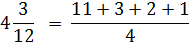 4 3/12 = (11 + 3 + 2 + 1)/4